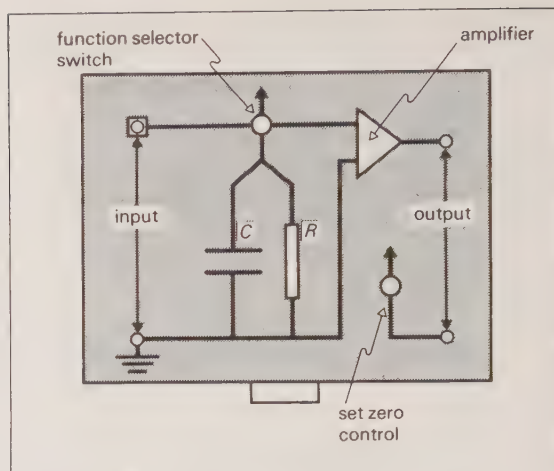 function selector
switch
amplifier
input
C
R
output
set zero
control